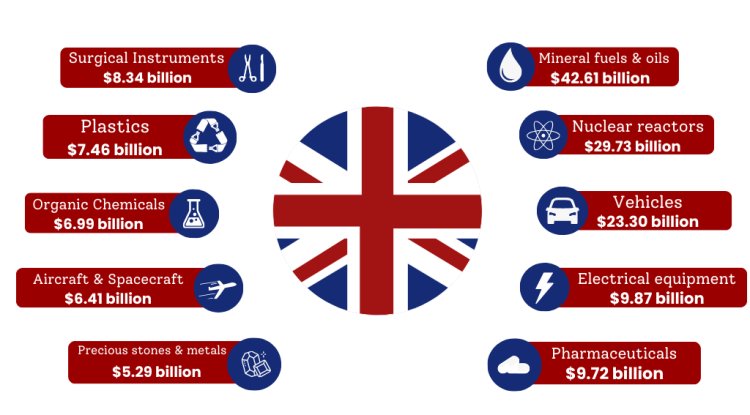 Surgical Instruments
$8.34 billion
Plastics
$7.46 billion
Organic Chemicals
$6.99 billion
Aircraft & Spacecraft
$6.41 billion
Precious stones & metals
$5.29 billion
Mineral fuels & oils
$42.61 billion
Nuclear reactors
$29.73 billion
Vehicles
$23.30 billion
Electrical equipment
$9.87 billion
Pharmaceuticals
$9.72 billion